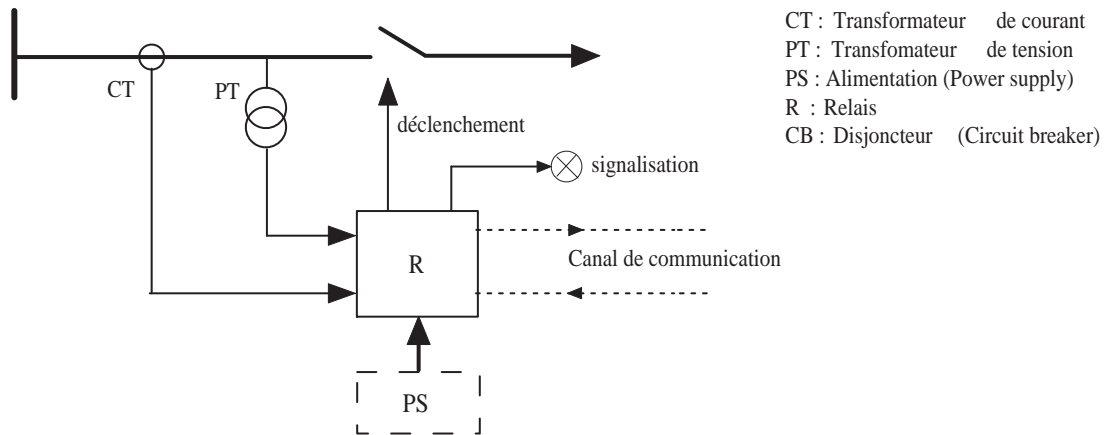 CT : Transformateur de courant
PT : Transfomateur de tension
PS : Alimentation (Power supply)
R : Relais
CB : Disjoncteur (Circuit breaker)
CT
PT
déclenchement
signalisation
R
Canal de communication
PS